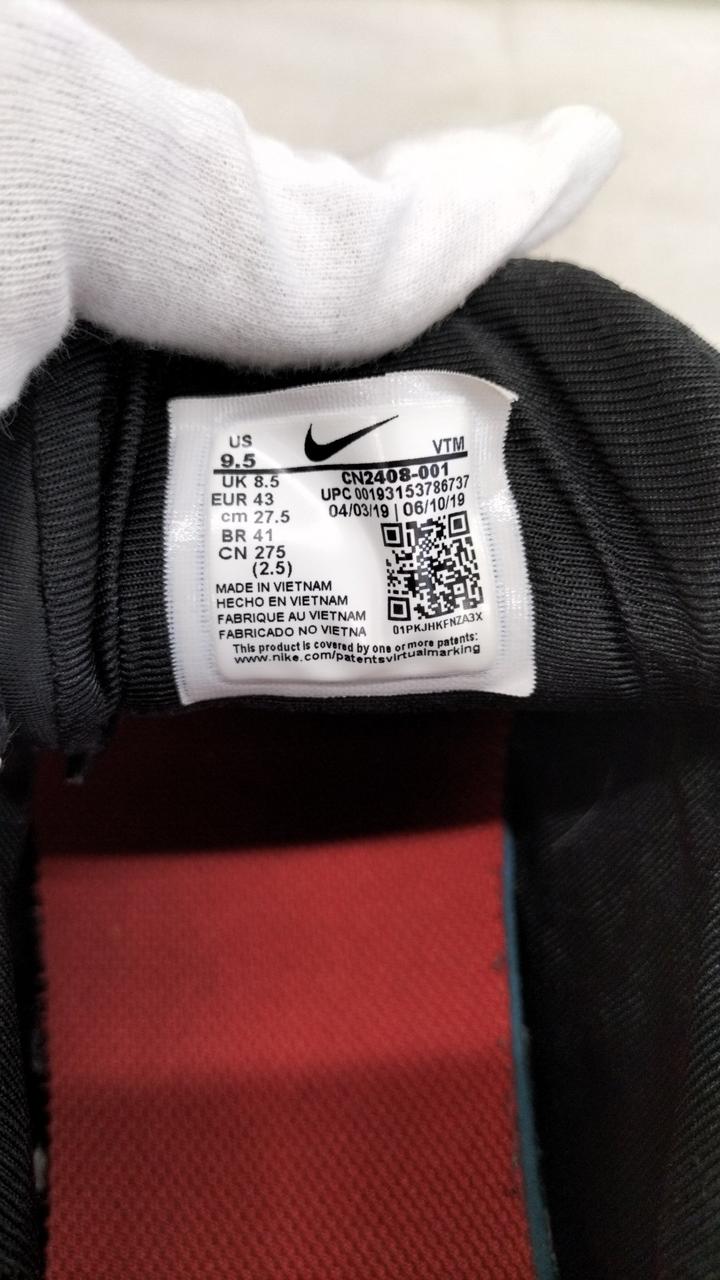 US VTM
9.5
UK 8.5 CN2408-001
EUR 43 UPC 00193153786737
cm 27.5 04/03/19 | 06/10/19
BR 41
CN 275
(2.5)
MADE IN VIETNAM
HECHO EN VIETNAM
FABRIQUE AU VIETNAM
FABRICADO NO VIETNA
01PKJHKFNZA3X
This product is covered by one or more patents:
www.nike.com/patentsvirtualmarking